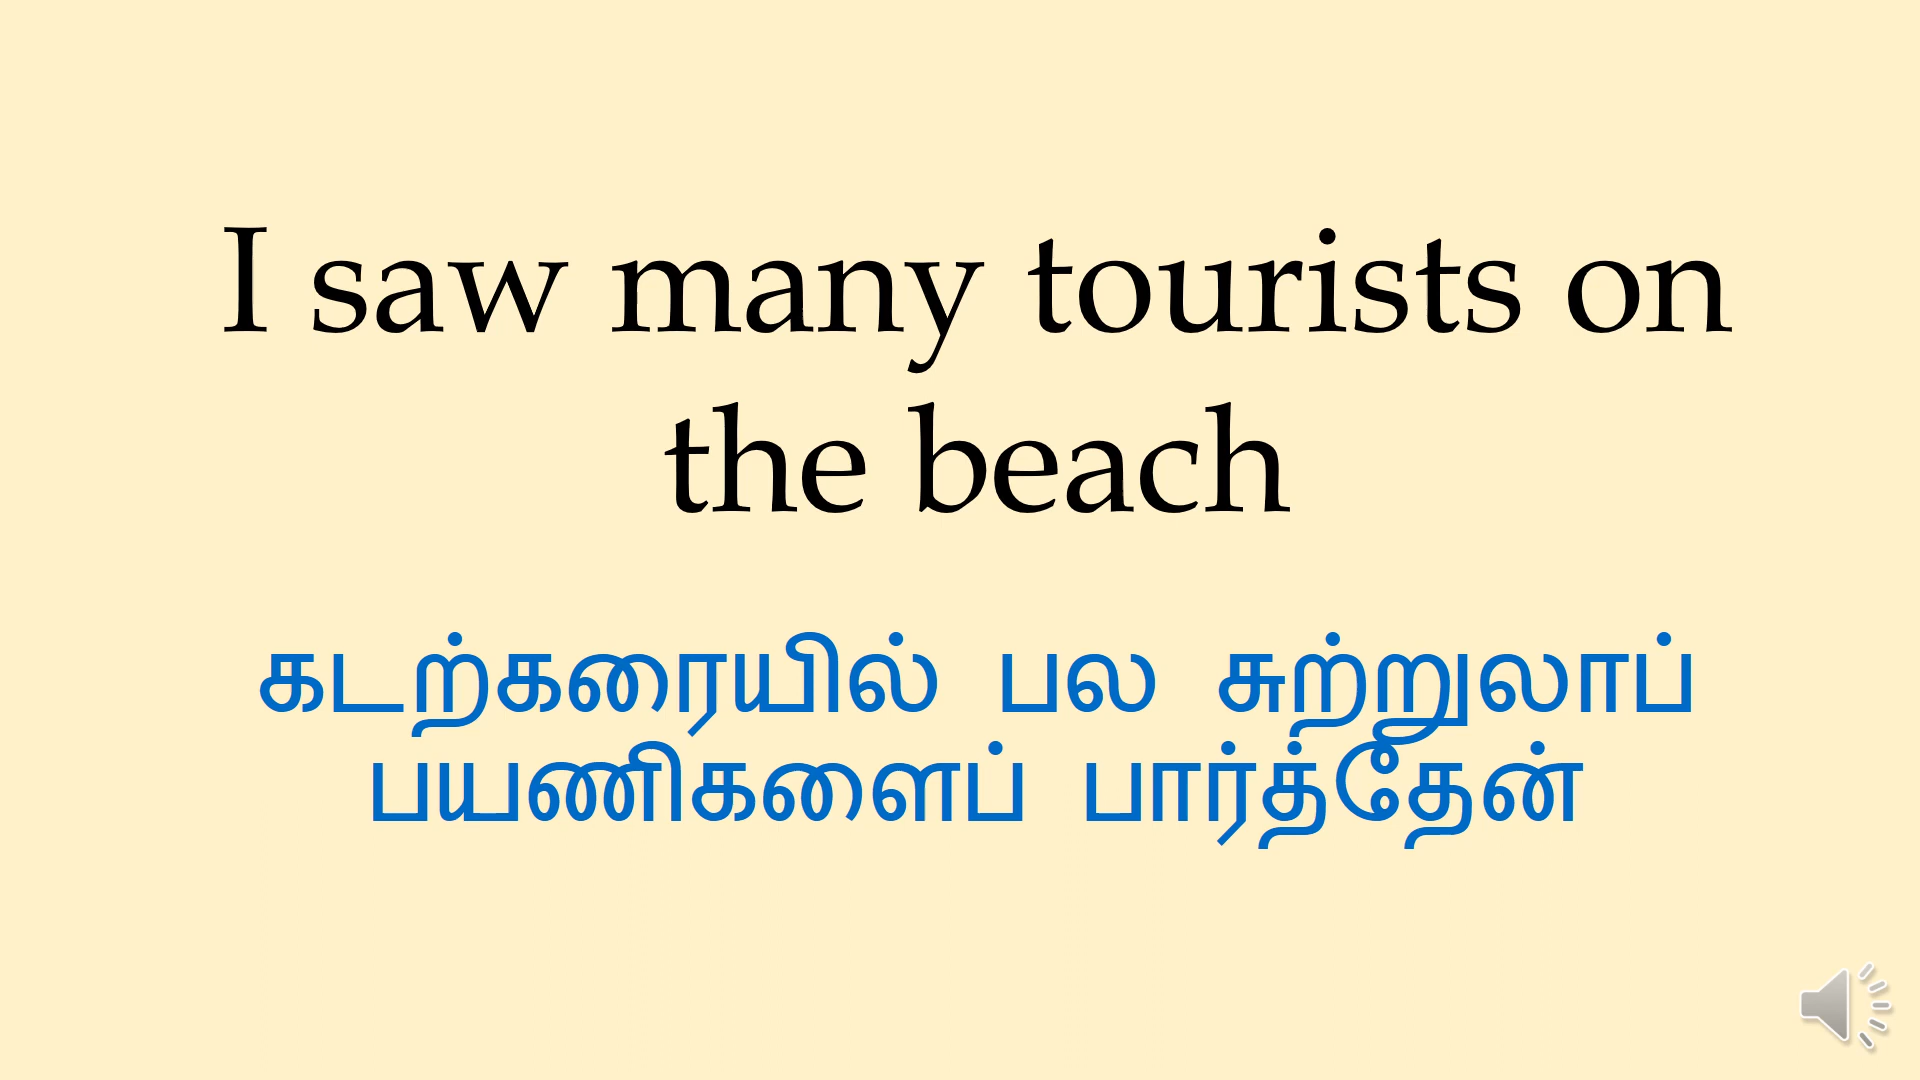 I saw many tourists on
the beach
கடற்கரையில் பல சுற்றுலாப்
பயணிகளைப் பார்த்தேன்